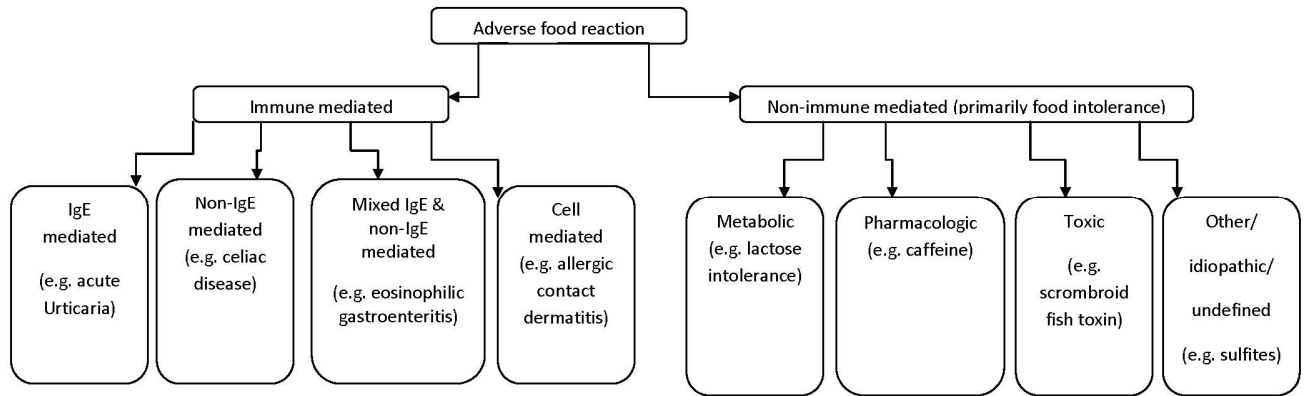 Adverse food reaction
Immune mediated
Non-immune mediated (primarily food intolerance)
IgE
mediated
(e.g. acute
Urticaria)
Non-IgE
mediated
(e.g. celiac
disease)
Mixed IgE &
non-IgE
mediated
(e.g. eosinophilic
gastroenteritis)
Cell
mediated
(e.g. allergic
contact
dermatitis)
Metabolic
(e.g. lactose
intolerance)
Pharmacologic
(e.g. caffeine)
Toxic
(e.g.
scrombroid
fish toxin)
Other/
idiopathic/
undefined
(e.g. sulfites)